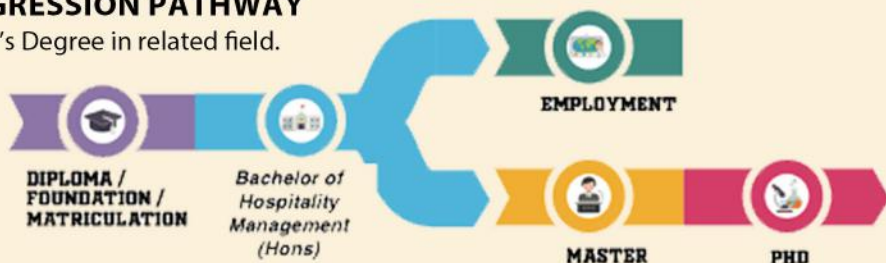 GRESSION PATHWAY
's Degree in related field.
EMPLOYMENT
DIPLOMA /
FOUNDATION /
MATRICULATION
Bachelor of
Hospitality
Management
(Hons)
MASTER
PHD